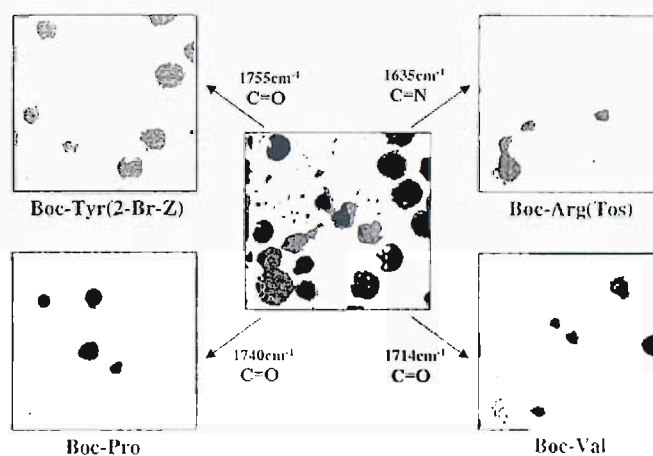 1755cm⁻¹
C=O
1635cm⁻¹
C=N
Boc-Tyr(2-Br-Z)
Boc-Arg(Tos)
1740cm⁻¹
C=O
1714cm⁻¹
C=O
Boc-Pro
Boc-Val